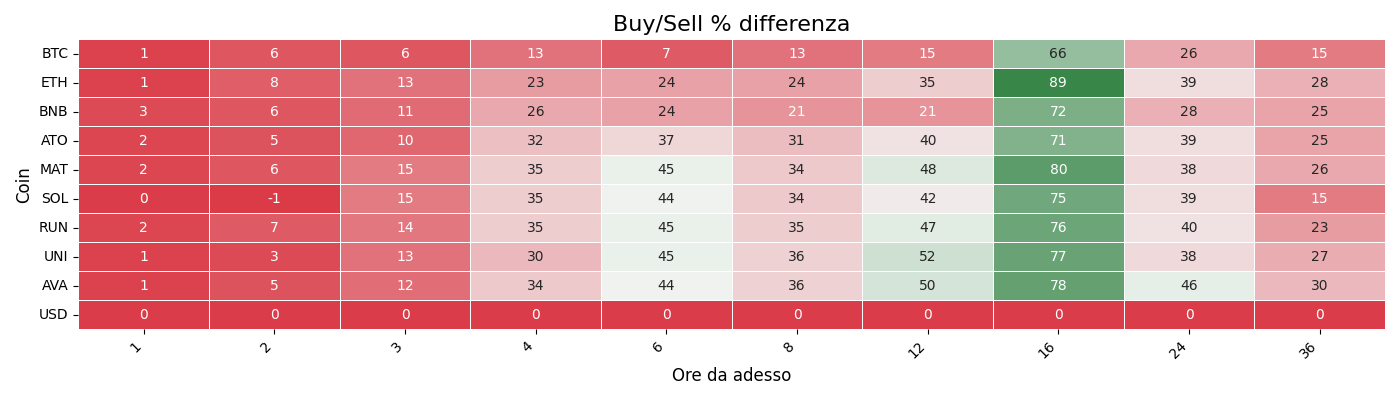 Buy/Sell % differenza
Coin
BTC 1 6 6 13 7 13 15 66 26 15
ETH 1 8 13 23 24 24 35 89 39 28
BNB 3 6 11 26 24 21 21 72 28 25
ATO 2 5 10 32 37 31 40 71 39 25
MAT 2 6 15 35 45 34 48 80 38 26
SOL 0 -1 15 35 44 34 42 75 39 15
RUN 2 7 14 35 45 35 47 76 40 23
UNI 1 3 13 30 45 36 52 77 38 27
AVA 1 5 12 34 44 36 50 78 46 30
USD 0 0 0 0 0 0 0 0 0 0
1 2 3 4 6 8 12 16 24 36
Ore da adesso